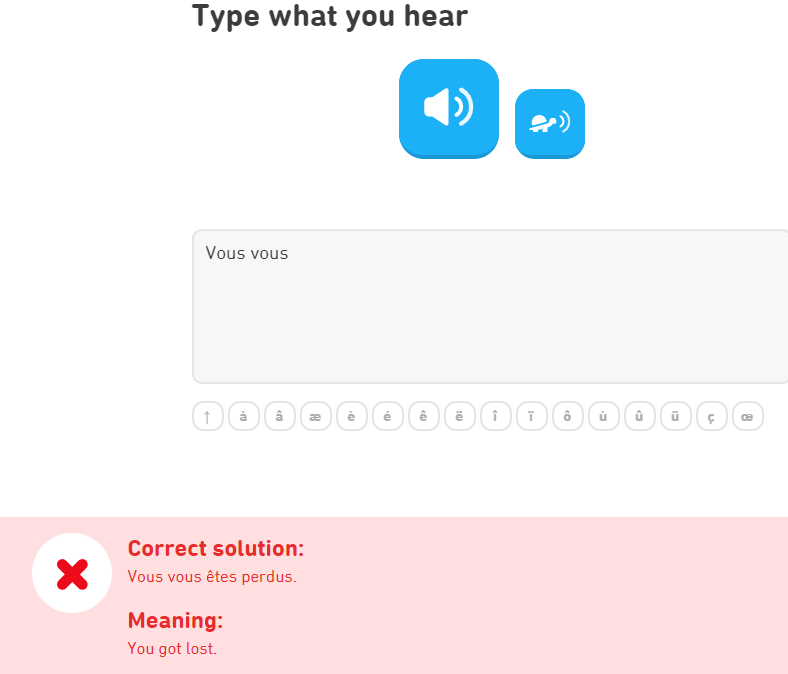 Type what you hear
Vous vous
↑ à â æ è é ê ë î ï ô ù û ü ç œ
Correct solution:
Vous vous êtes perdus.
Meaning:
You got lost.